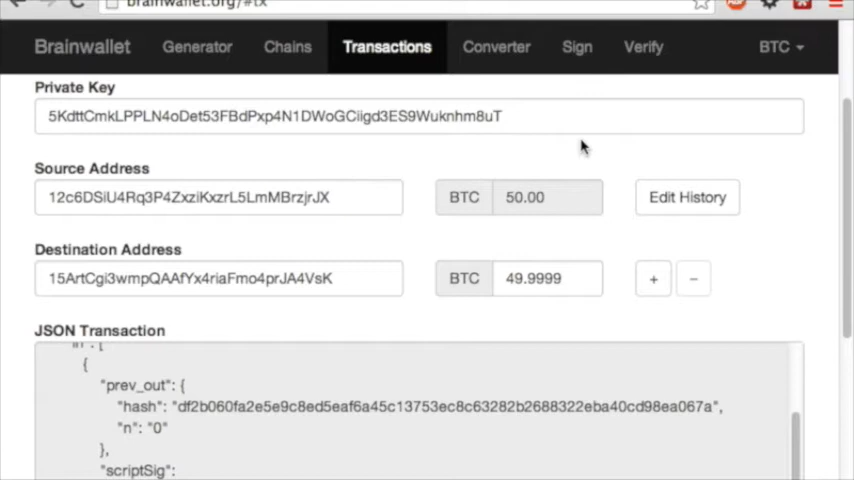 brainwallet.org/#tx
Brainwallet Generator Chains Transactions Converter Sign Verify BTC
Private Key
5KdttCmkLPPLN4oDet53FBdPxp4N1DWoGCiigd3ES9Wuknhm8uT
Source Address
12c6DSiU4Rq3P4ZxziKxzrL5LmMBrzjrJX BTC 50.00 Edit History
Destination Address
15ArtCgi3wmpQAAfYx4riaFmo4prJA4VsK BTC 49.9999 + −
JSON Transaction
{
"prev_out": {
"hash": "df2b060fa2e5e9c8ed5eaf6a45c13753ec8c63282b2688322eba40cd98ea067a",
"n": "0"
},
"scriptSig":